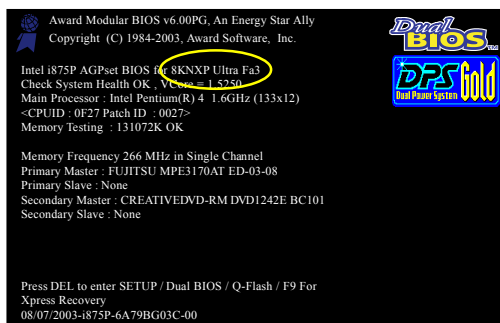 Award Modular BIOS v6.00PG, An Energy Star Ally
Copyright (C) 1984-2003, Award Software, Inc.
Dual
BIOS
TM
Intel i875P AGPset BIOS for 8KNXP Ultra Fa3
Check System Health OK , VCore = 1.5250
Main Processor : Intel Pentium(R) 4 1.6GHz (133x12)
<CPUID : 0F27 Patch ID : 0027>
Memory Testing : 131072K OK
DPS
Dual Power System
Gold
Memory Frequency 266 MHz in Single Channel
Primary Master : FUJITSU MPE3170AT ED-03-08
Primary Slave : None
Secondary Master : CREATIVEDVD-RM DVD1242E BC101
Secondary Slave : None
Press DEL to enter SETUP / Dual BIOS / Q-Flash / F9 For
Xpress Recovery
08/07/2003-i875P-6A79BG03C-00